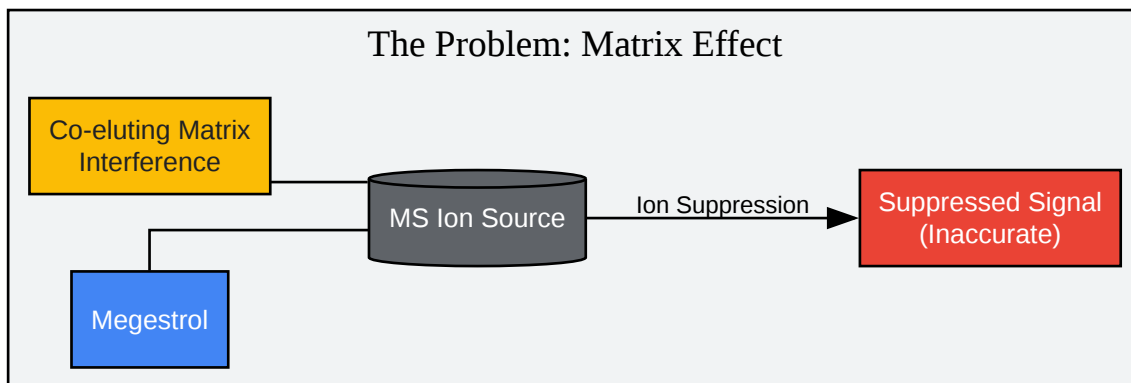 The Problem: Matrix Effect
Co-eluting Matrix
Interference
MS Ion Source
Ion Suppression
Suppressed Signal
(Inaccurate)
Megestrol